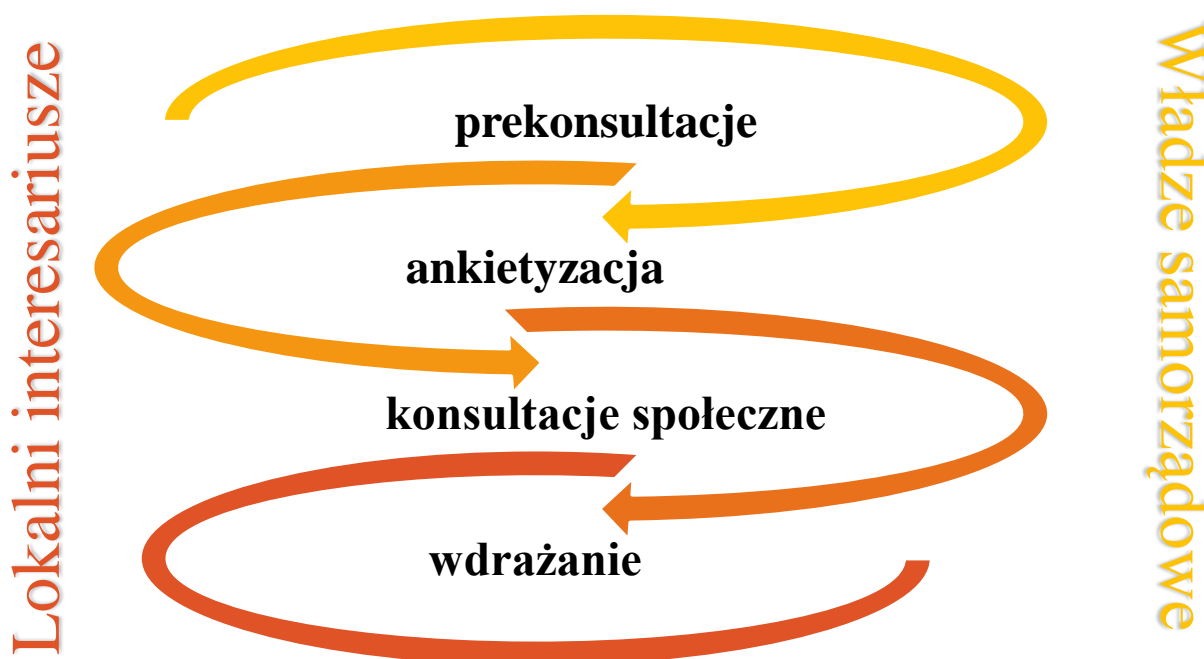 Lokalni interesariusze
prekonsultacje
ankietyzacja
konsultacje społeczne
wdrażanie
Władze samorządowe